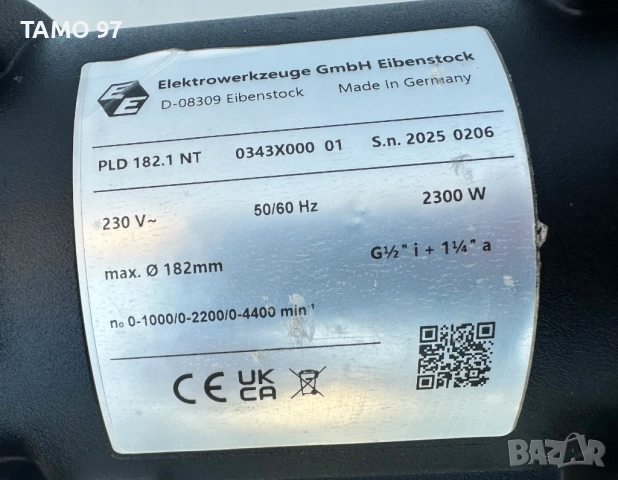 TAMO 97
EE
Elektrowerkzeuge GmbH Eibenstock
D-08309 Eibenstock Made in Germany
PLD 182.1 NT 0343X000 01 S.n. 2025 0206
230 V~ 50/60 Hz 2300 W
max. Ø 182mm G½" i + 1¼" a
n₀ 0-1000/0-2200/0-4400 min⁻¹
CE UK CA
BAZAR